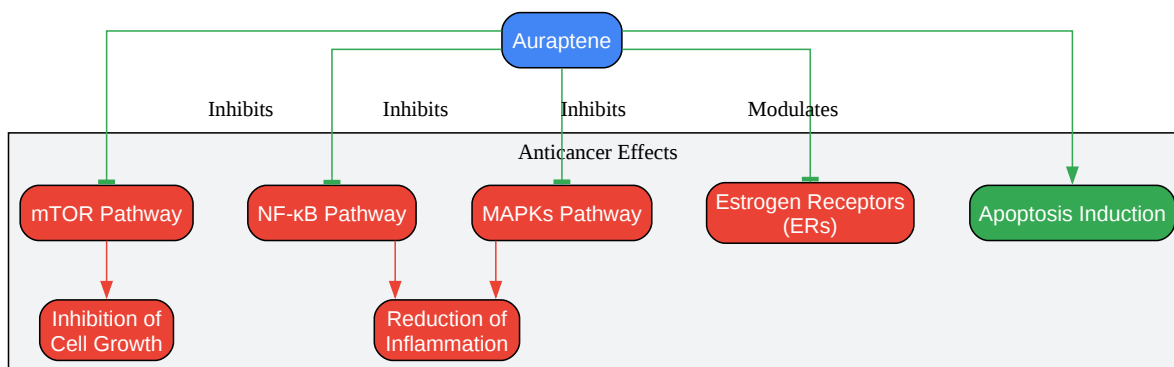 Auraptene
Inhibits
Inhibits
Inhibits
Modulates
Anticancer Effects
mTOR Pathway
NF-κB Pathway
MAPKs Pathway
Estrogen Receptors
(ERs)
Apoptosis Induction
Inhibition of
Cell Growth
Reduction of
Inflammation